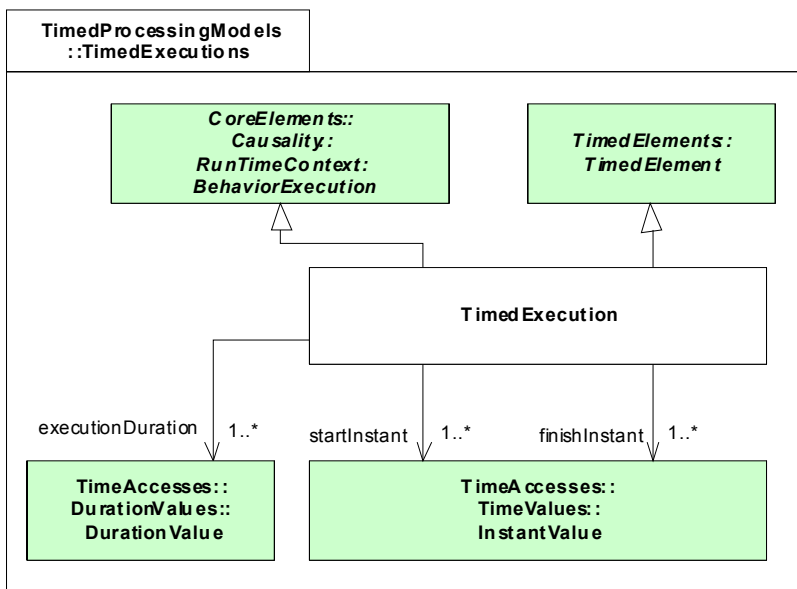 TimedProcessingModels
::TimedExecutions
CoreElements::
Causality::
RunTimeContext:
BehaviorExecution
TimedElements::
TimedElement
TimedExecution
executionDuration
1..*
startInstant
1..*
finishInstant
1..*
TimeAccesses::
DurationValues::
DurationValue
TimeAccesses::
TimeValues::
InstantValue